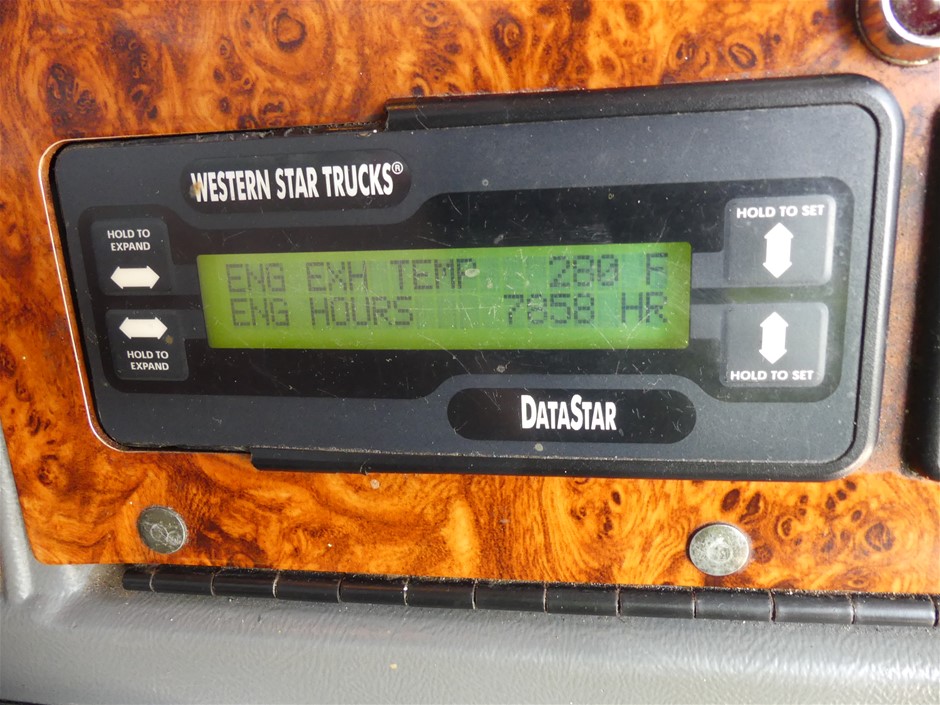 WESTERN STAR TRUCKS®
HOLD TO
EXPAND
HOLD TO SET
ENG EXH TEMP 280 F
ENG HOURS 7658 HR
HOLD TO
EXPAND
HOLD TO SET
DATASTAR